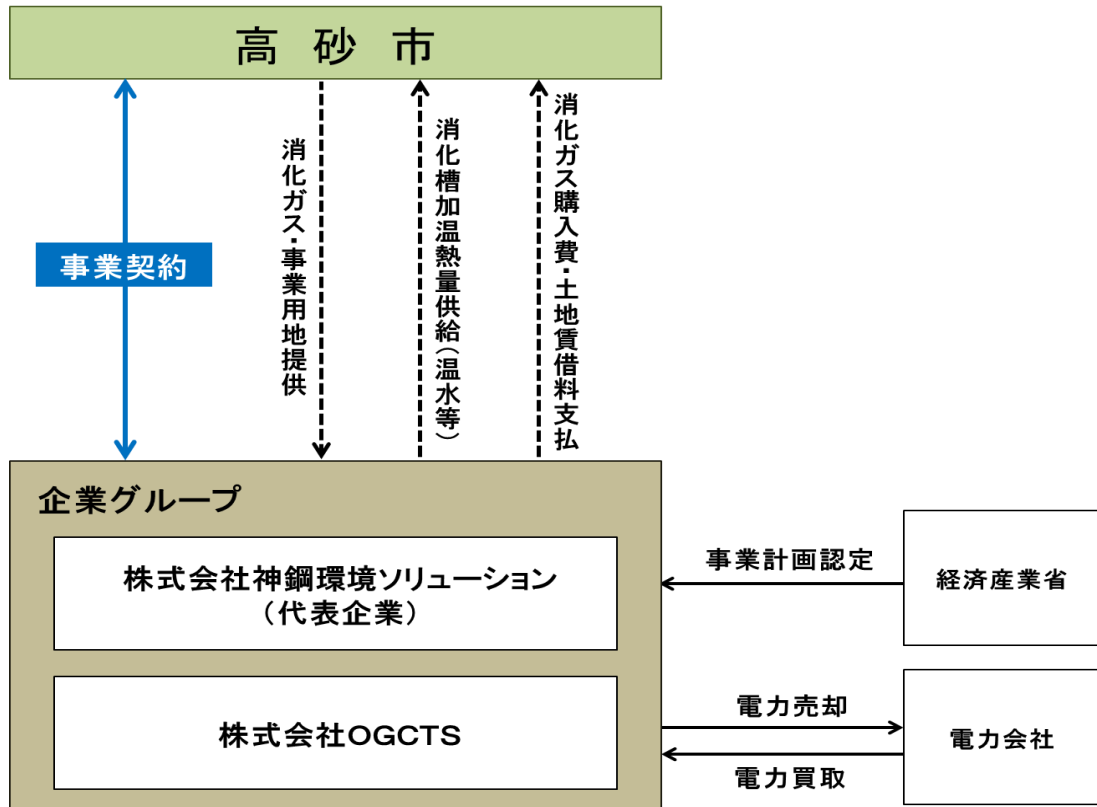 高砂市
事業契約
消化ガス・事業用地提供
消化槽加温熱量供給(温水等)
消化ガス購入費・土地賃借料支払
企業グループ
株式会社神鋼環境ソリューション
(代表企業)
株式会社OGCTS
事業計画認定
経済産業省
電力売却
電力買取
電力会社